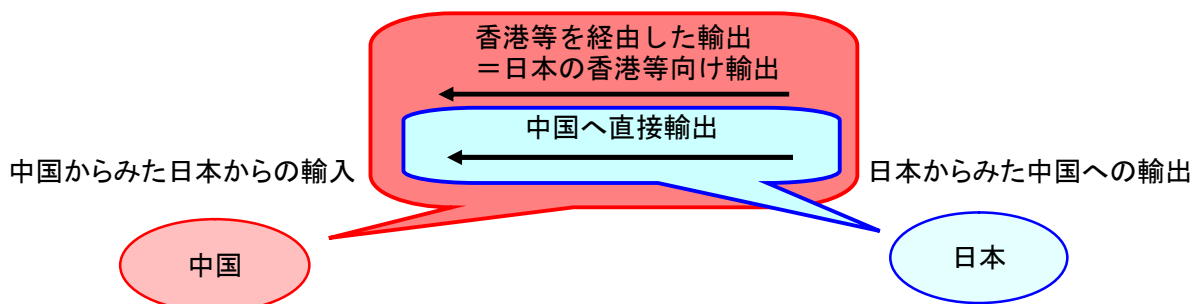 香港等を経由した輸出
＝日本の香港等向け輸出
中国へ直接輸出
中国からみた日本からの輸入
日本からみた中国への輸出
中国
日本